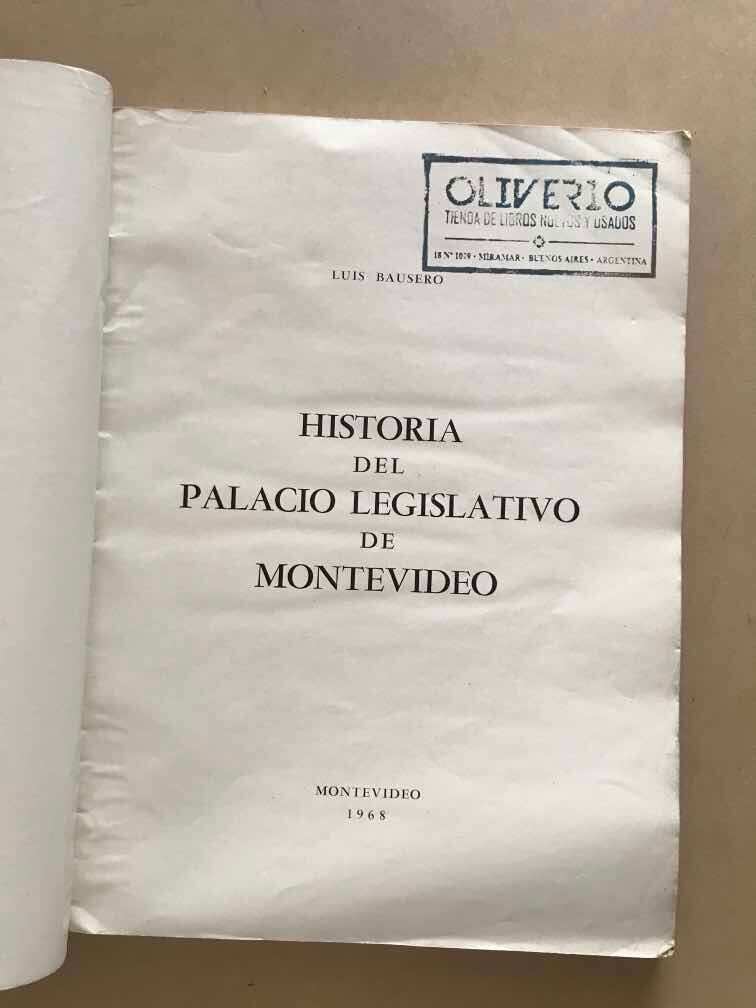 OLIVERIO
TIENDA DE LIBROS NUEVOS Y USADOS
MIRAMAR · BUENOS AIRES · ARGENTINA
LUIS BAUSERO
HISTORIA
DEL
PALACIO LEGISLATIVO
DE
MONTEVIDEO
MONTEVIDEO
1968